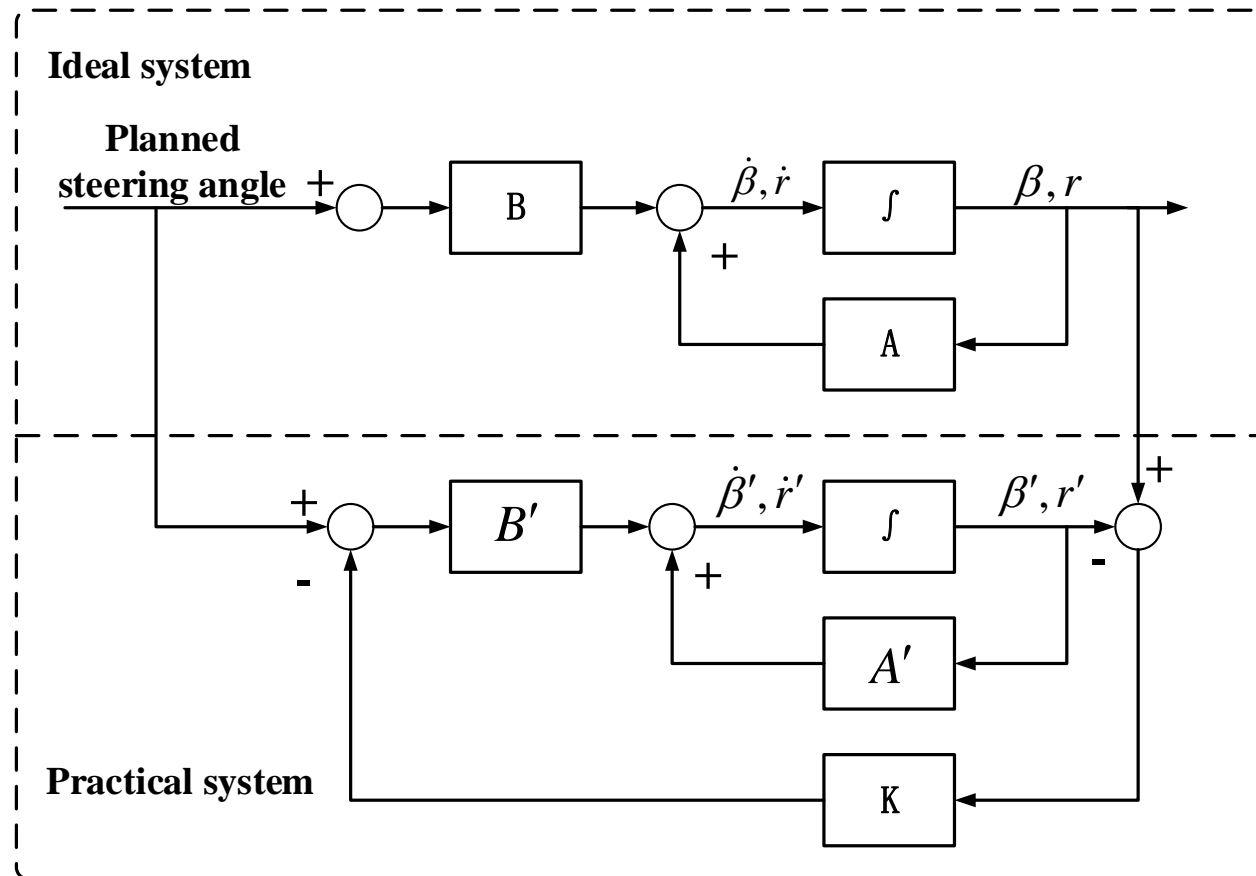 Ideal system
Planned
steering angle
+
B
β̇, ṙ
∫
β, r
+
A
+
B′
β̇′, ṙ′
∫
β′, r′
+
-
+
-
A′
K
Practical system